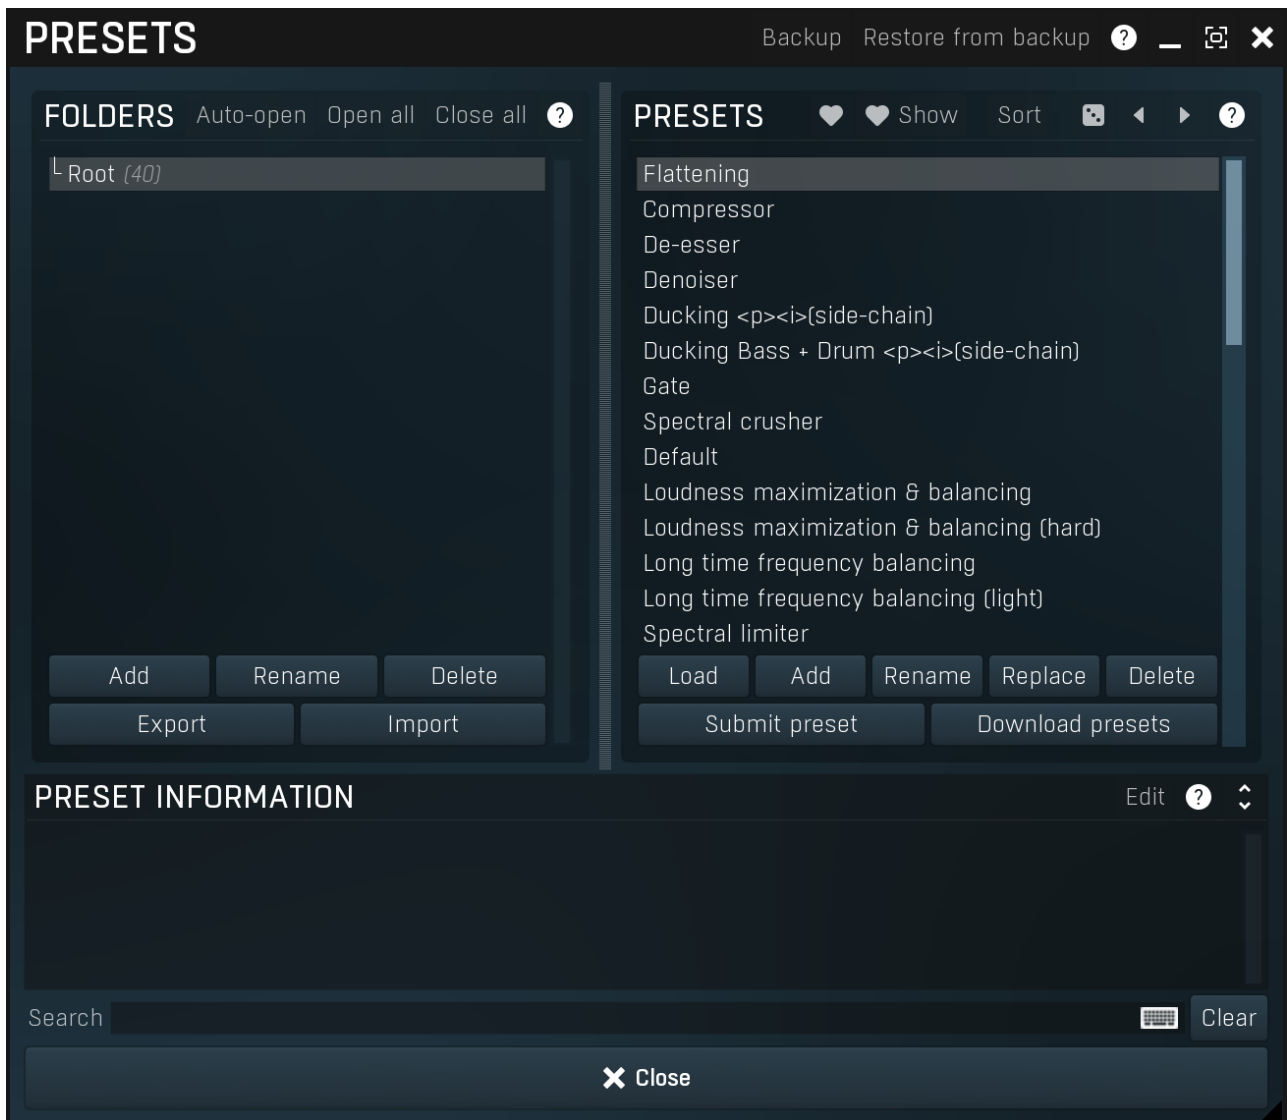 PRESETS Backup Restore from backup ?
FOLDERS Auto-open Open all Close all ?
Root (40)
Add Rename Delete
Export Import
PRESETS Show Sort ?
Flattening
Compressor
De-esser
Denoiser
Ducking <p><i>(side-chain)
Ducking Bass + Drum <p><i>(side-chain)
Gate
Spectral crusher
Default
Loudness maximization & balancing
Loudness maximization & balancing (hard)
Long time frequency balancing
Long time frequency balancing (light)
Spectral limiter
Load Add Rename Replace Delete
Submit preset Download presets
PRESET INFORMATION Edit ?
Search Clear
Close